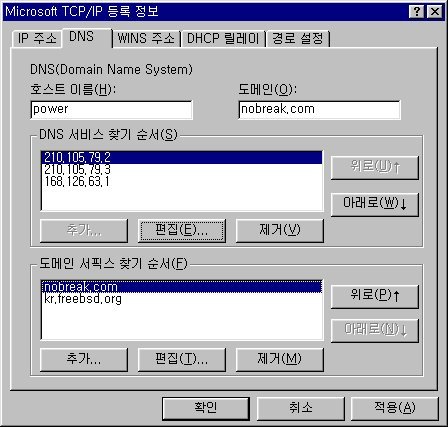 Microsoft TCP/IP 등록 정보
IP 주소 DNS WINS 주소 DHCP 릴레이 경로 설정
DNS(Domain Name System)
호스트 이름(H): 도메인(O):
power nobreak.com
DNS 서비스 찾기 순서(S)
210.105.79.2
210.105.79.3
168.126.63.1
위로(U)↑
아래로(W)↓
추가... 편집(E)... 제거(V)
도메인 서픽스 찾기 순서(F)
nobreak.com
kr.freebsd.org
위로(P)↑
아래로(N)↓
추가... 편집(T)... 제거(M)
확인 취소 적용(A)